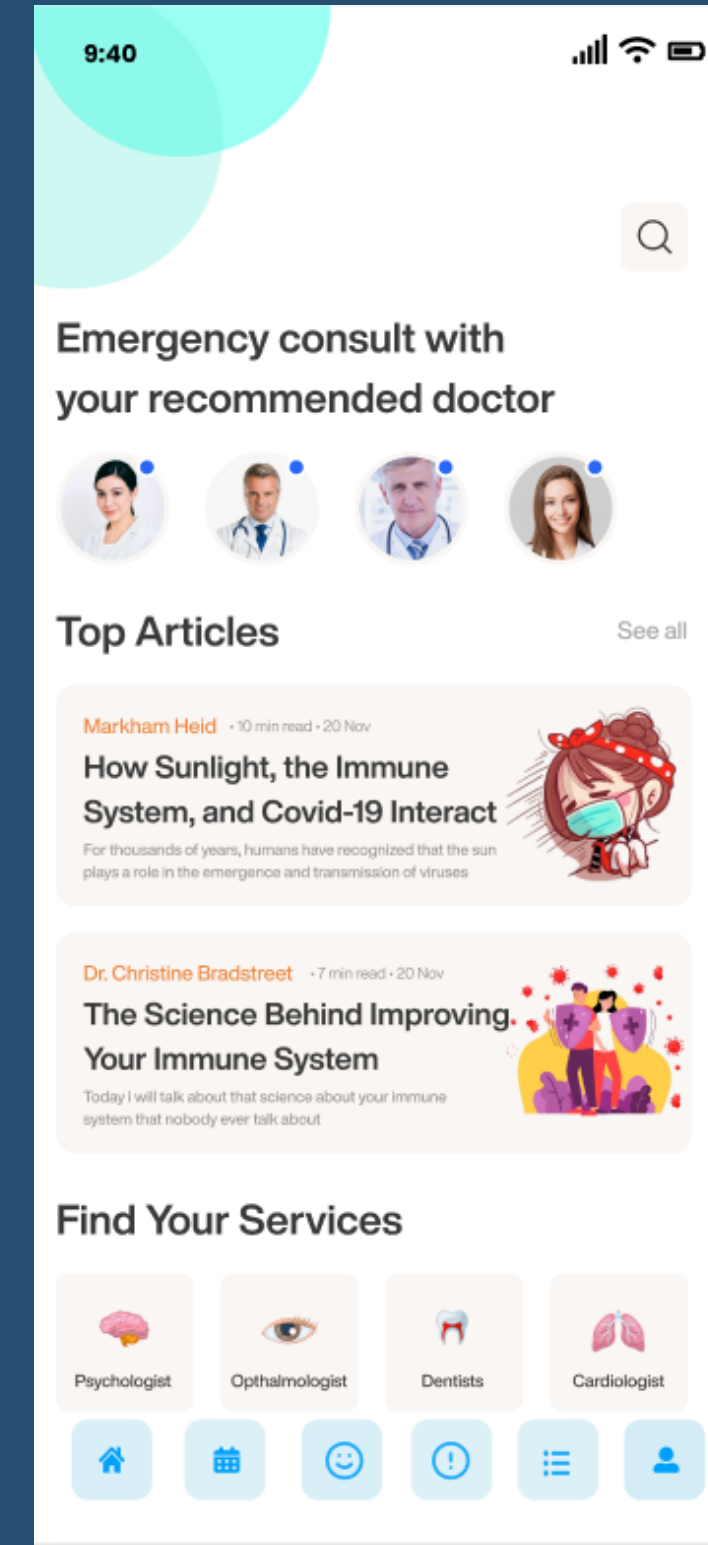 9:40
Emergency consult with
your recommended doctor
Top Articles
See all
Markham Heid • 10 min read • 20 Nov
How Sunlight, the Immune
System, and Covid-19 Interact
For thousands of years, humans have recognized that the sun
plays a role in the emergence and transmission of viruses
Dr. Christine Bradstreet • 7 min read • 20 Nov
The Science Behind Improving
Your Immune System
Today I will talk about that science about your immune
system that nobody ever talk about
Find Your Services
Psychologist
Opthalmologist
Dentists
Cardiologist